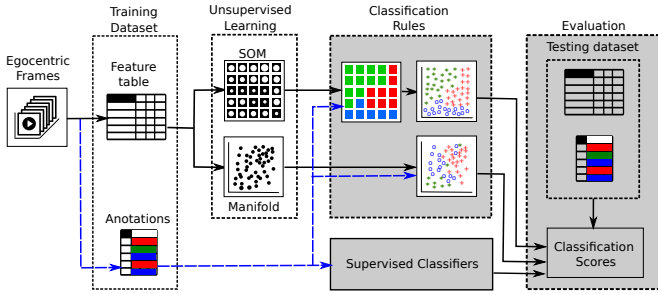 Training
Dataset
Unsupervised
Learning
Classification
Rules
Evaluation
Egocentric
Frames
Feature
table
SOM
Testing dataset
Manifold
Anotations
Supervised Classifiers
Classification
Scores